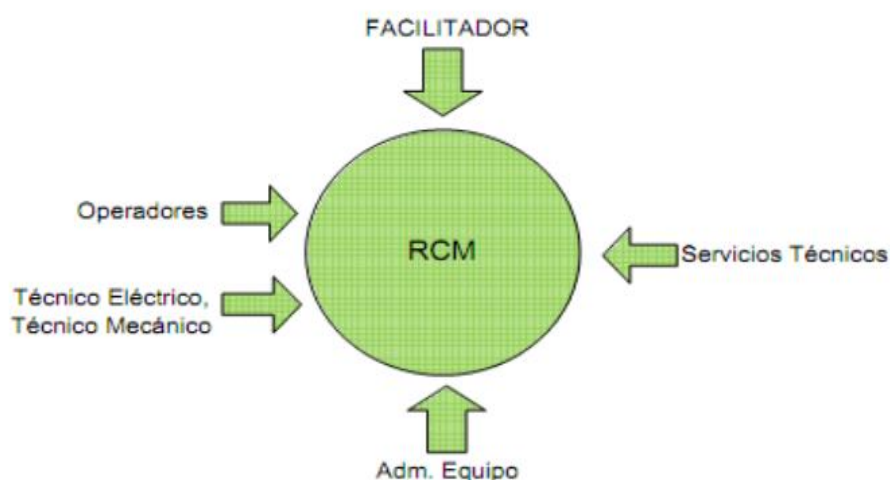 FACILITADOR
Operadores
RCM
Servicios Técnicos
Técnico Eléctrico,
Técnico Mecánico
Adm. Equipo